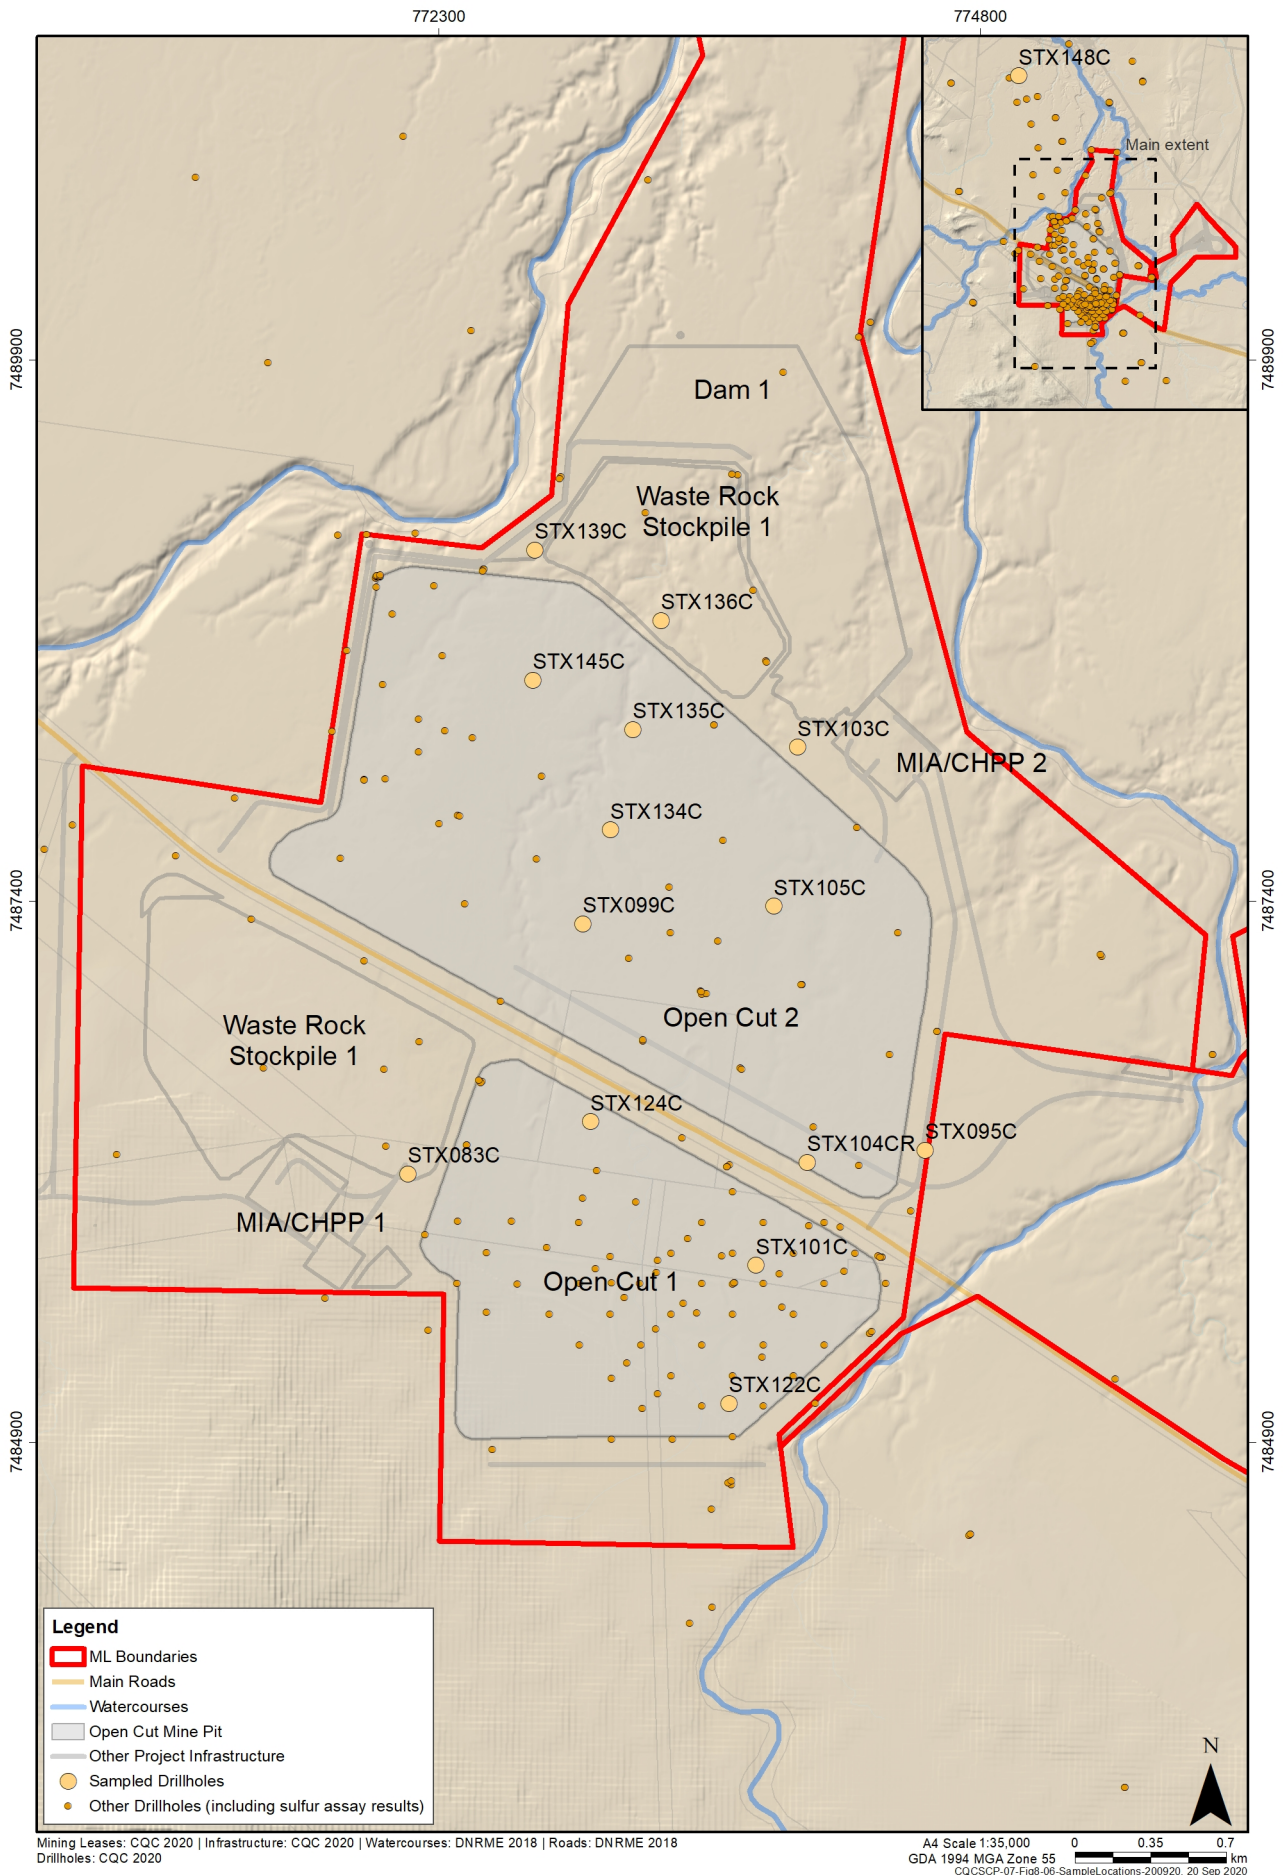 772300
774800
STX148C
Main extent
7489900
7489900
Dam 1
Waste Rock
Stockpile 1
STX139C
STX136C
STX145C
STX135C
STX103C
MIA/CHPP 2
STX134C
STX105C
STX099C
7487400
7487400
Open Cut 2
Waste Rock
Stockpile 1
STX124C
STX104CR
STX095C
STX083C
MIA/CHPP 1
STX101C
Open Cut 1
STX122C
7484900
7484900
Legend
ML Boundaries
Main Roads
Watercourses
Open Cut Mine Pit
Other Project Infrastructure
Sampled Drillholes
Other Drillholes (including sulfur assay results)
N
Mining Leases: CQC 2020 | Infrastructure: CQC 2020 | Watercourses: DNRME 2018 | Roads: DNRME 2018
Drillholes: CQC 2020
A4 Scale 1:35,000
0 0.35 0.7
GDA 1994 MGA Zone 55
km
CQCSCP-07-Fig8-06-SampleLocations-200920. 20 Sep 2020